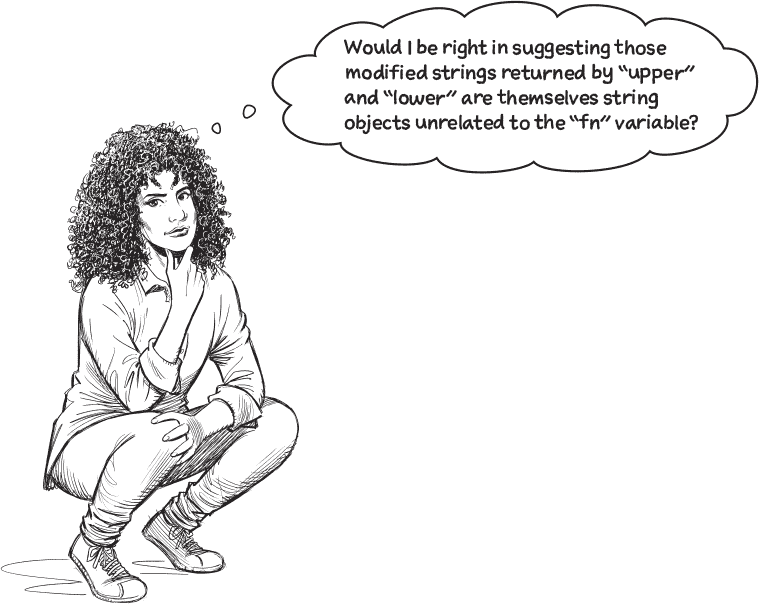 Would I be right in suggesting those
modified strings returned by “upper”
and “lower” are themselves string
objects unrelated to the “fn” variable?